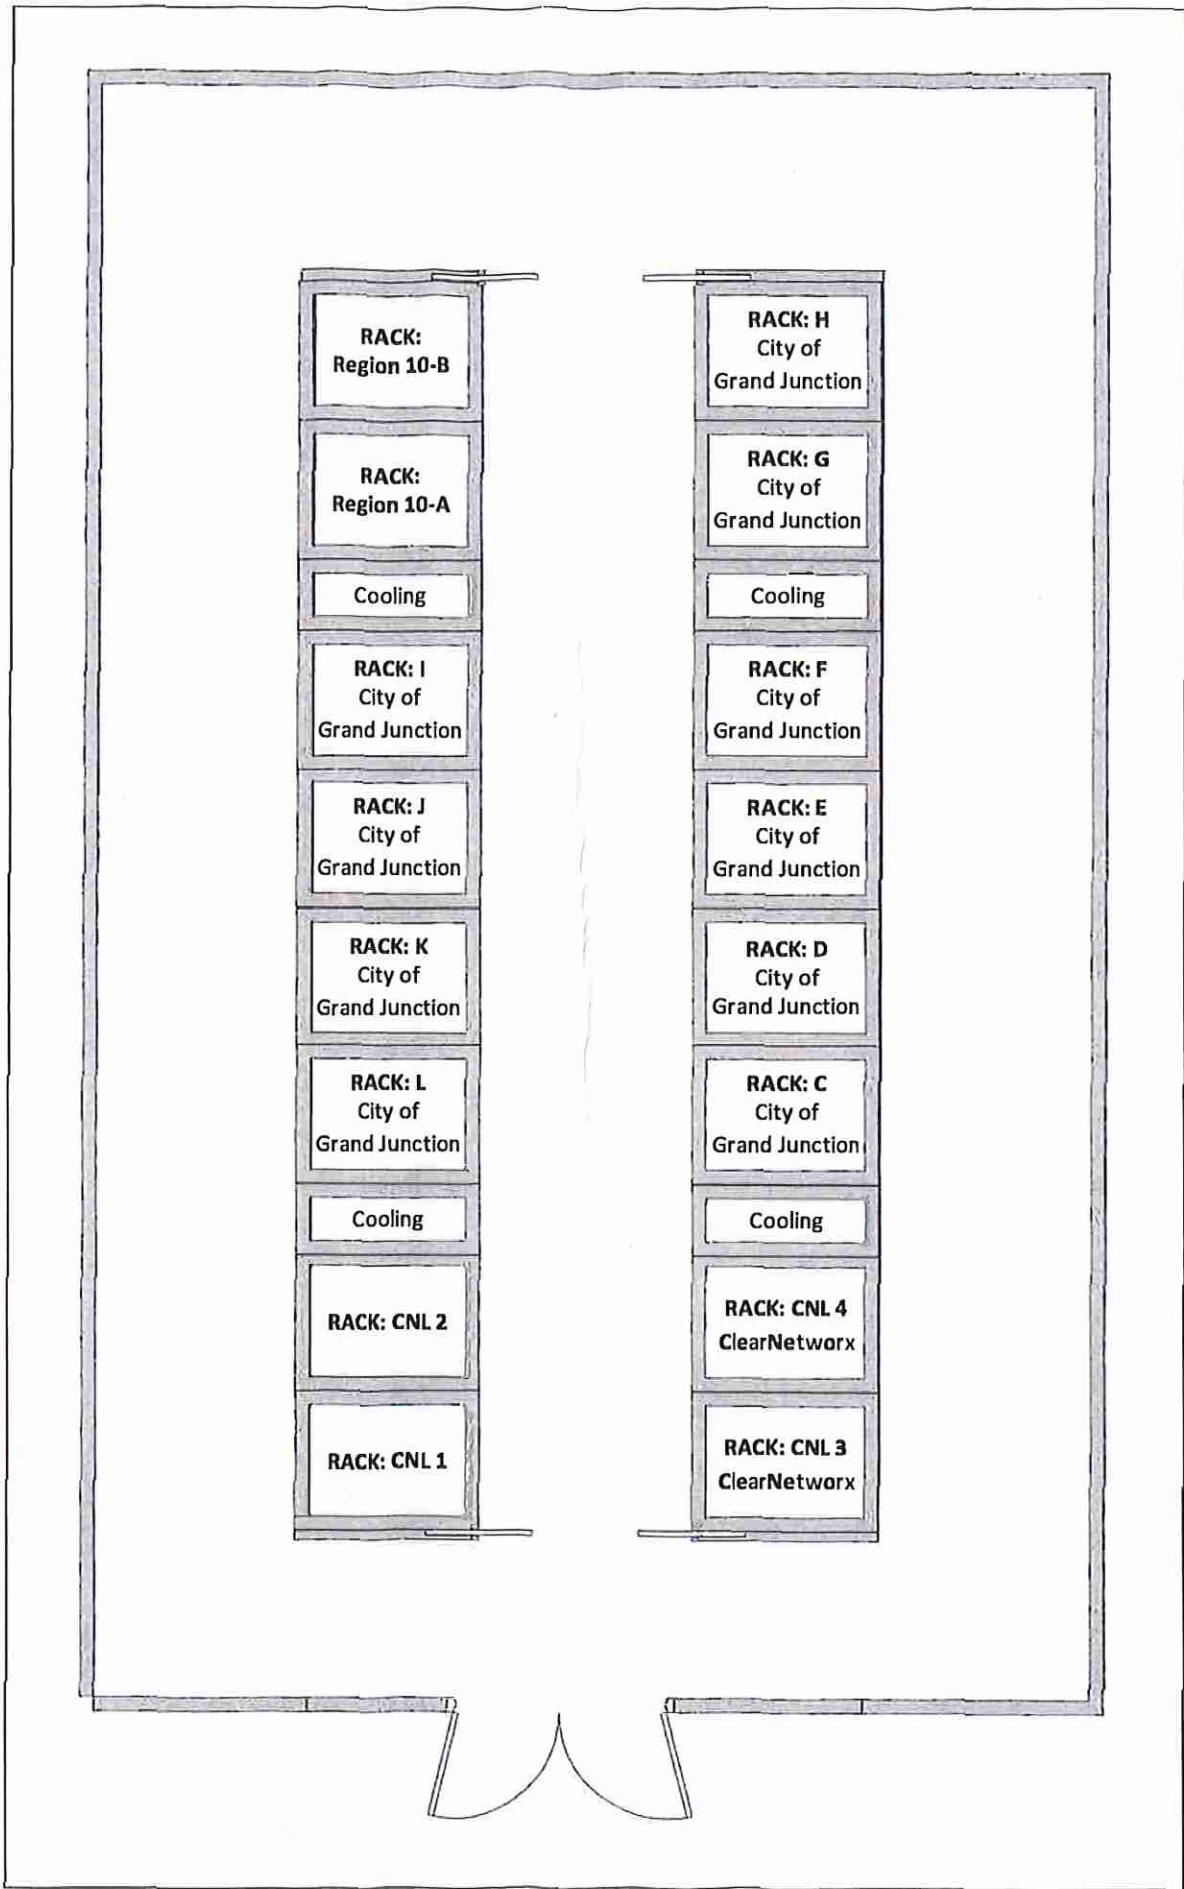 RACK:
Region 10-B
RACK:
Region 10-A
Cooling
RACK: I
City of
Grand Junction
RACK: J
City of
Grand Junction
RACK: K
City of
Grand Junction
RACK: L
City of
Grand Junction
Cooling
RACK: CNL 2
RACK: CNL 1
RACK: H
City of
Grand Junction
RACK: G
City of
Grand Junction
Cooling
RACK: F
City of
Grand Junction
RACK: E
City of
Grand Junction
RACK: D
City of
Grand Junction
RACK: C
City of
Grand Junction
Cooling
RACK: CNL 4
ClearNetworx
RACK: CNL 3
ClearNetworx